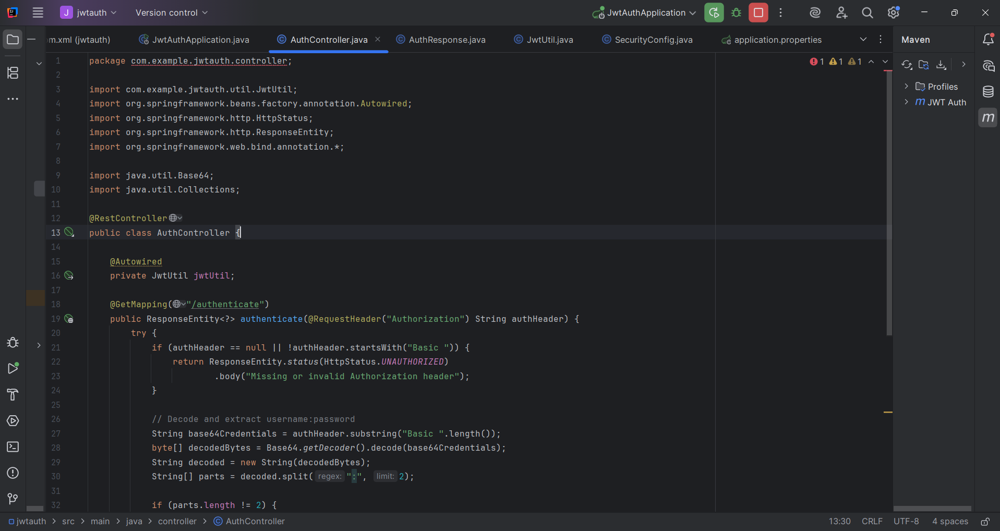 J jwtauth Version control JwtAuthApplication
m.xml (jwtauth) JwtAuthApplication.java AuthController.java AuthResponse.java JwtUtil.java SecurityConfig.java application.properties Maven
1 package com.example.jwtauth.controller; 1 1 1
2
3 import com.example.jwtauth.util.JwtUtil;
4 import org.springframework.beans.factory.annotation.Autowired;
5 import org.springframework.http.HttpStatus;
6 import org.springframework.http.ResponseEntity;
7 import org.springframework.web.bind.annotation.*;
8
9 import java.util.Base64;
10 import java.util.Collections;
11
12 @RestController
13 public class AuthController {
14
15 @Autowired
16 private JwtUtil jwtUtil;
17
18 @GetMapping("/authenticate")
19 public ResponseEntity<?> authenticate(@RequestHeader("Authorization") String authHeader) {
20 try {
21 if (authHeader == null || !authHeader.startsWith("Basic ")) {
22 return ResponseEntity.status(HttpStatus.UNAUTHORIZED)
23 .body("Missing or invalid Authorization header");
24 }
25
26 // Decode and extract username:password
27 String base64Credentials = authHeader.substring("Basic ".length());
28 byte[] decodedBytes = Base64.getDecoder().decode(base64Credentials);
29 String decoded = new String(decodedBytes);
30 String[] parts = decoded.split( regex: ":", limit: 2);
31
32 if (parts.length != 2) {
Profiles
m JWT Auth
m
jwtauth > src > main > java > controller > AuthController 13:30 CRLF UTF-8 4 spaces